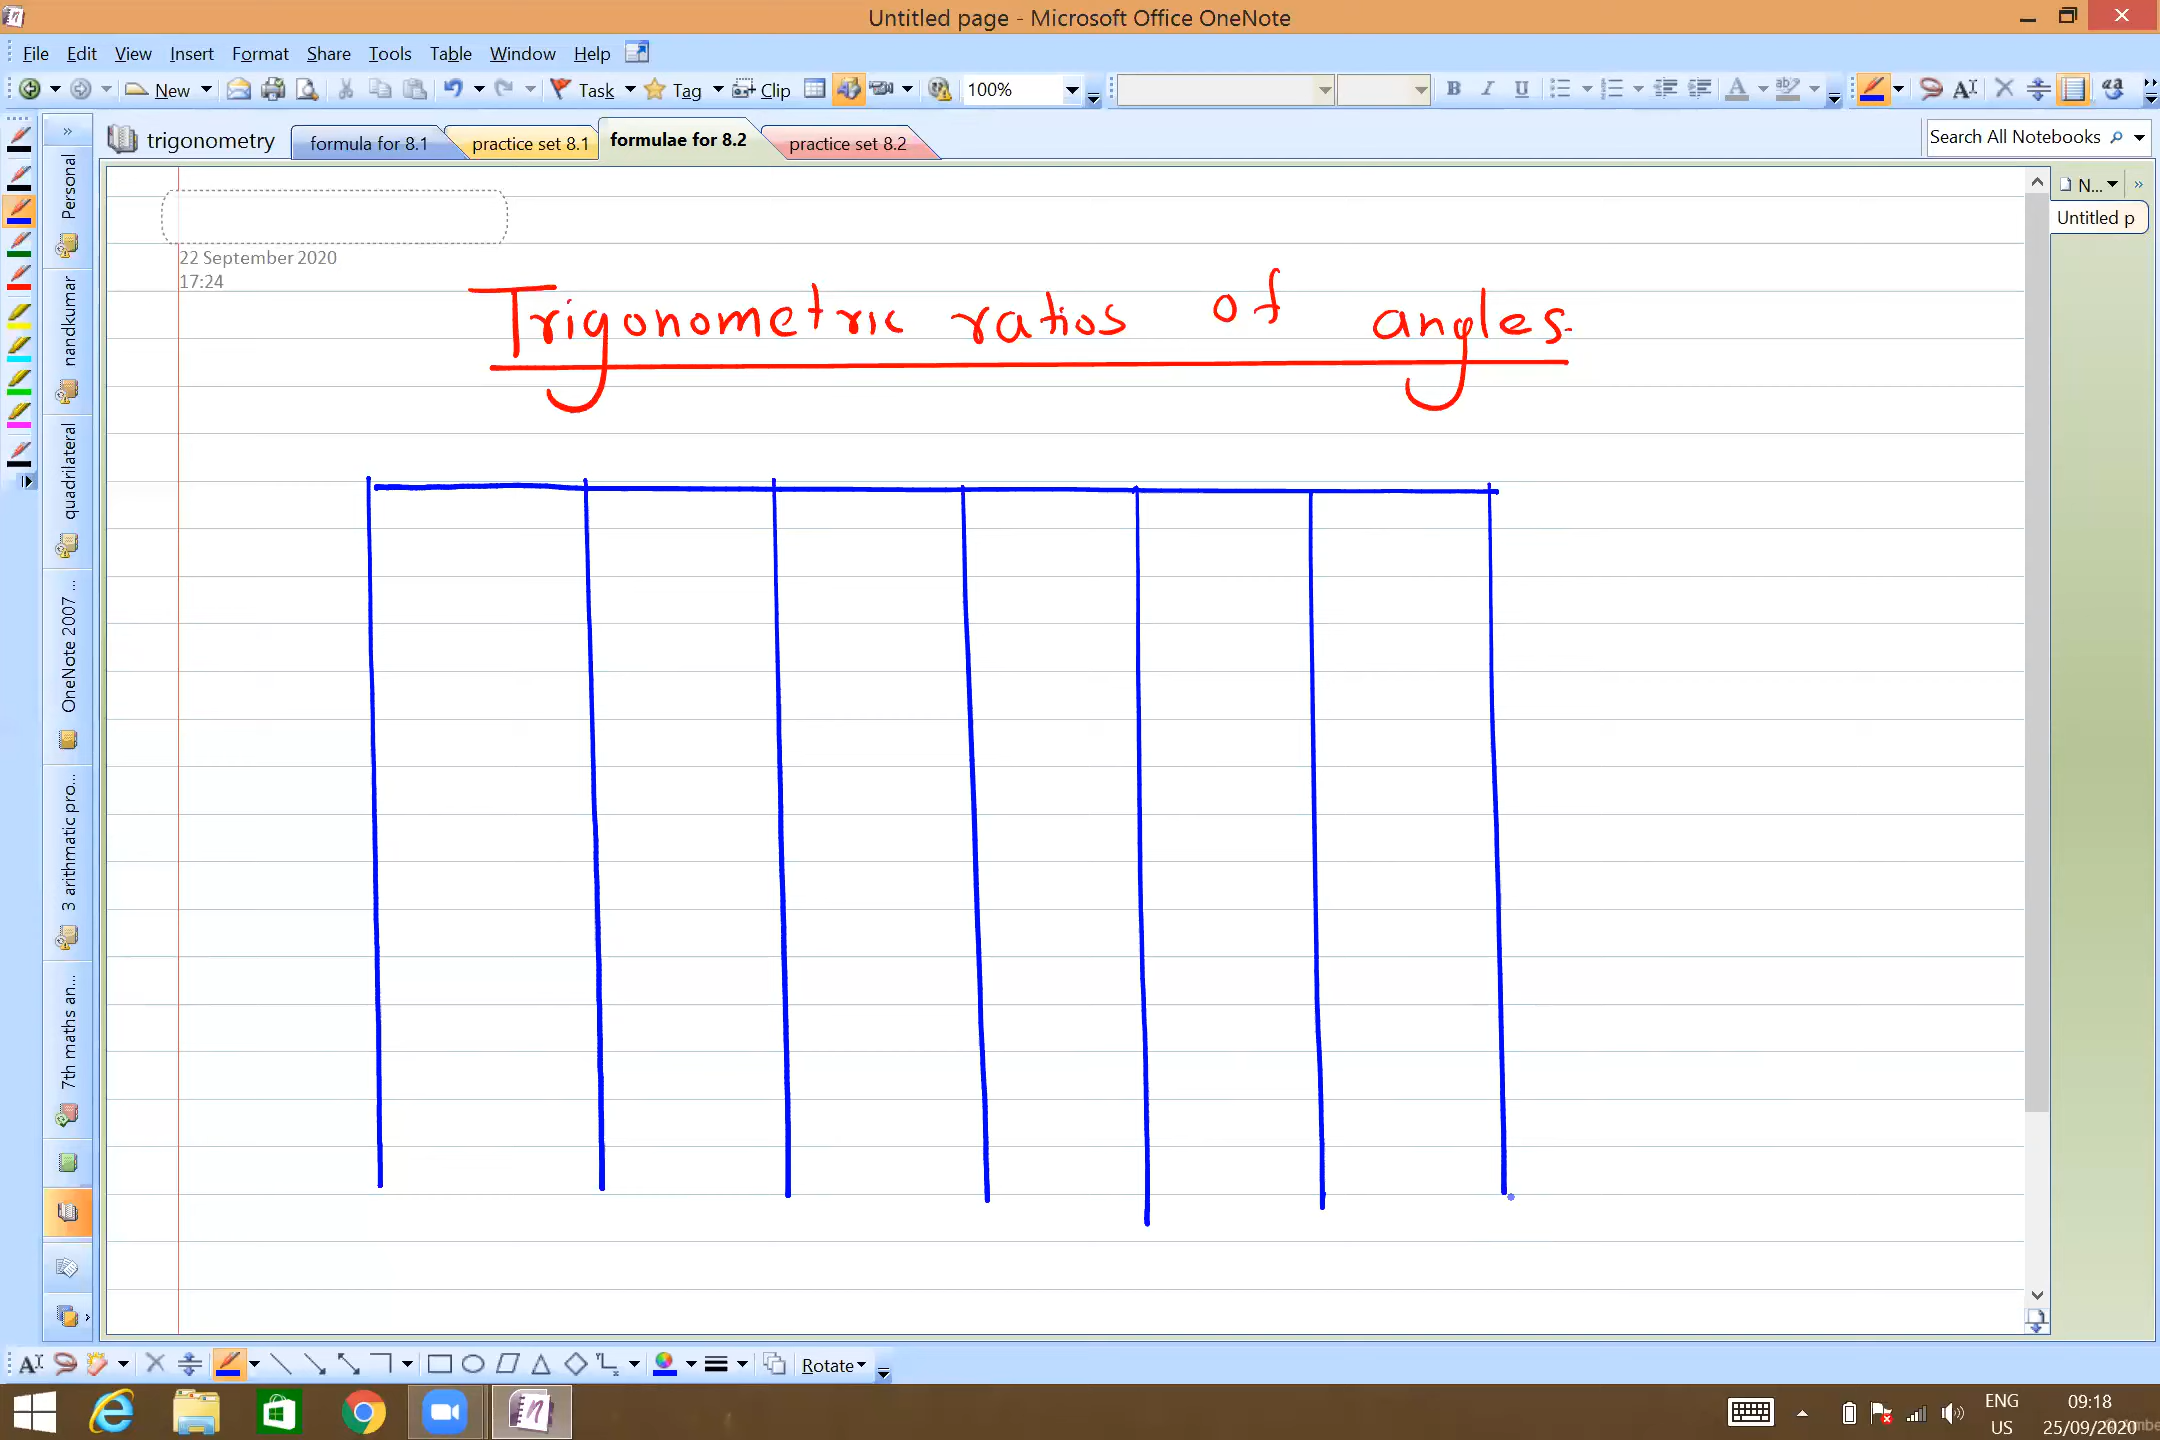 Untitled page - Microsoft Office OneNote
File Edit View Insert Format Share Tools Table Window Help
New Task Tag Clip 100% B I U A
trigonometry formula for 8.1 practice set 8.1 formulae for 8.2 practice set 8.2 Search All Notebooks
N...
Untitled p
22 September 2020
17:24
Trigonometric ratios of angles.
Personal
nandkumar
quadrilateral
OneNote 2007 ...
3 arithmatic pro...
7th maths an...
Rotate
ENG 09:18
US 25/09/2020